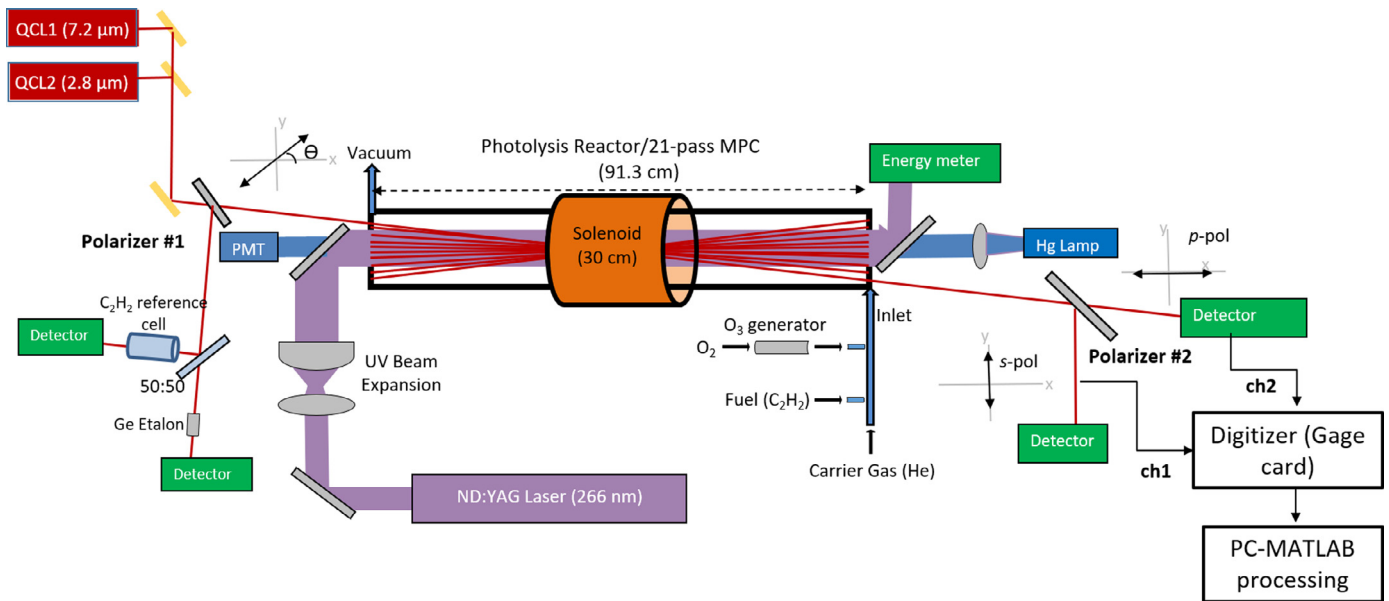 QCL1 (7.2 µm)
QCL2 (2.8 µm)
y
x
Θ
Vacuum
Photolysis Reactor/21-pass MPC
(91.3 cm)
Energy meter
Polarizer #1
PMT
Solenoid
(30 cm)
Hg Lamp
y
p-pol
x
C₂H₂ reference
cell
Detector
50:50
Ge Etalon
Detector
UV Beam
Expansion
ND:YAG Laser (266 nm)
O₃ generator
O₂
Inlet
Fuel (C₂H₂)
Carrier Gas (He)
Detector
Polarizer #2
y
s-pol
x
ch2
Detector
ch1
Digitizer (Gage
card)
PC-MATLAB
processing